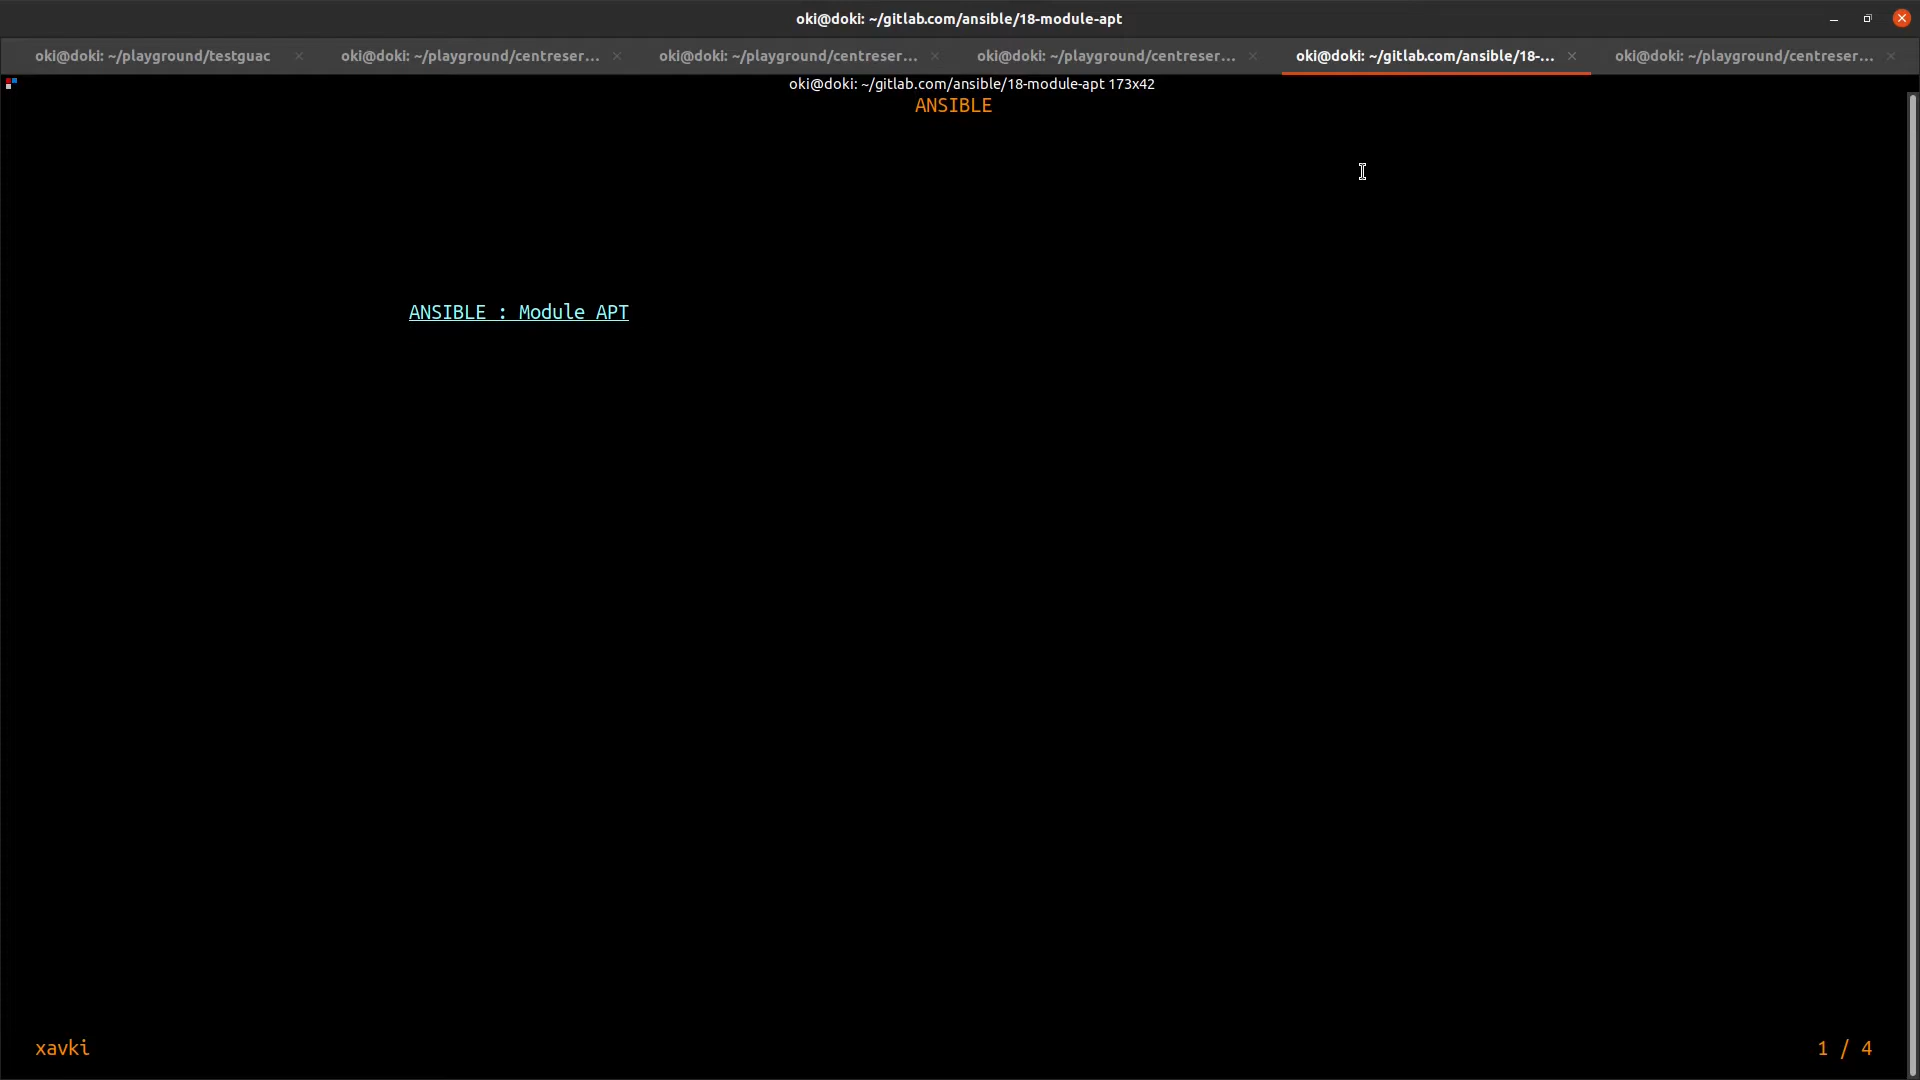 oki@doki: ~/gitlab.com/ansible/18-module-apt
oki@doki: ~/playground/testguac
oki@doki: ~/playground/centreser...
oki@doki: ~/playground/centreser...
oki@doki: ~/playground/centreser...
oki@doki: ~/gitlab.com/ansible/18-...
oki@doki: ~/playground/centreser...
oki@doki: ~/gitlab.com/ansible/18-module-apt 173x42
ANSIBLE
ANSIBLE : Module APT
xavki
1 / 4